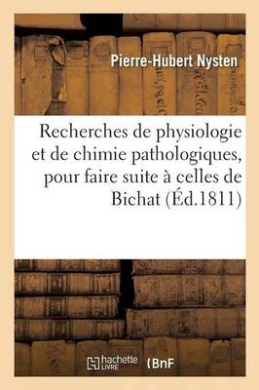 Pierre-Hubert Nysten
Recherches de physiologie et de
chimie pathologiques, pour faire suite
à celles de Bichat (Éd.1811)
hachette
LIVRE
{BnF